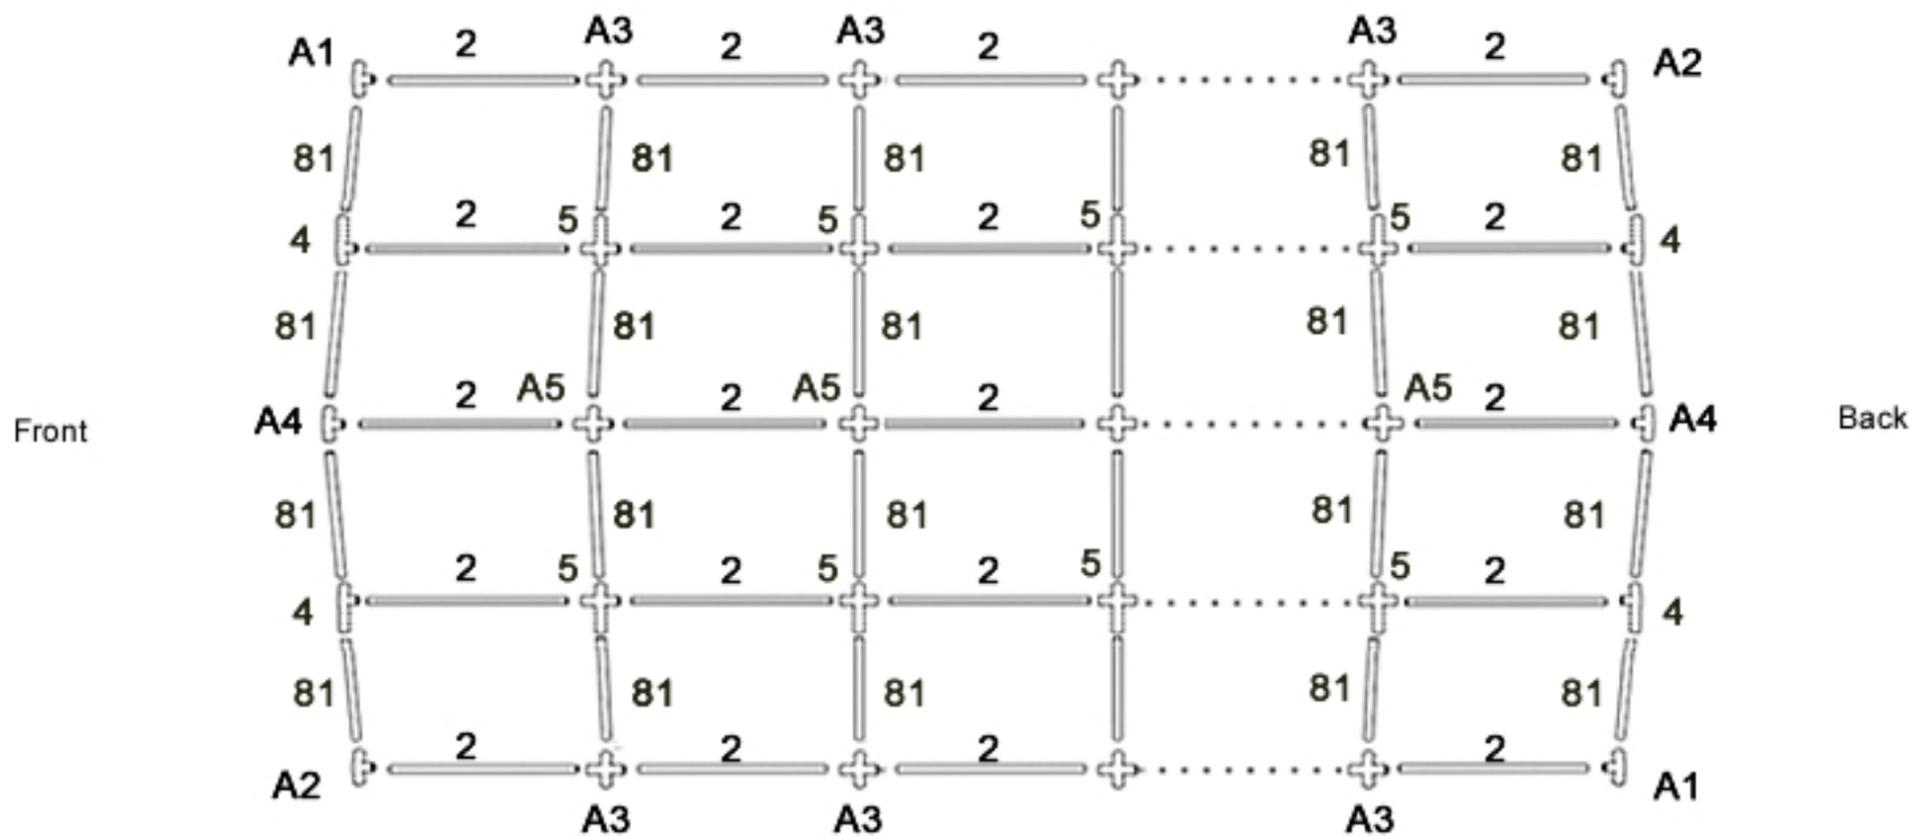 A1 2 A3 2 A3 2 A3 2 A2
81 81 81 81 81
4 2 5 2 5 2 5 5 2 4
81 81 81 81 81
Front A4 2 A5 2 A5 2 A5 2 A4 Back
81 81 81 81 81
4 2 5 2 5 2 5 5 2 4
81 81 81 81 81
A2 2 2 2 2 A1
A3 A3 A3